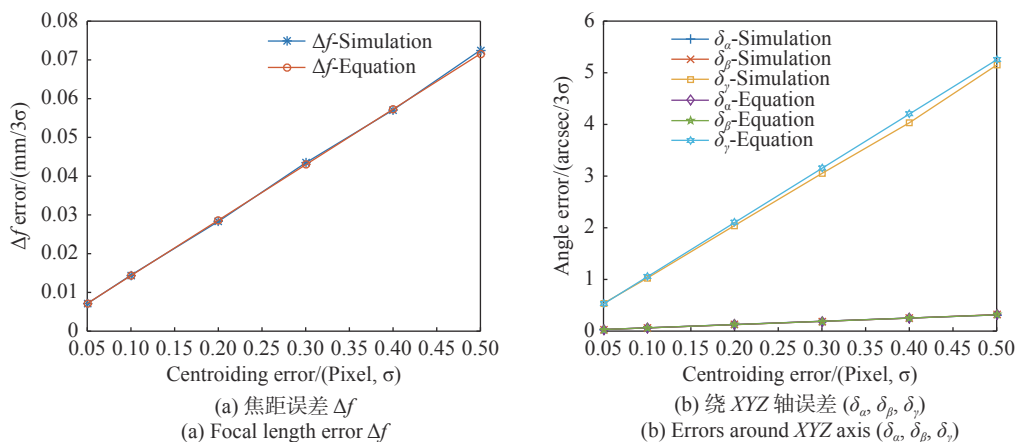 0.08
0.07
0.06
0.05
0.04
0.03
0.02
0.01
0
Δf error/(mm/3σ)
Δf-Simulation
Δf-Equation
0.05 0.10 0.15 0.20 0.25 0.30 0.35 0.40 0.45 0.50
Centroiding error/(Pixel, σ)
(a) 焦距误差 Δf
(a) Focal length error Δf
6
5
4
3
2
1
0
Angle error/(arcsec/3σ)
δα-Simulation
δβ-Simulation
δγ-Simulation
δα-Equation
δβ-Equation
δγ-Equation
0.05 0.10 0.15 0.20 0.25 0.30 0.35 0.40 0.45 0.50
Centroiding error/(Pixel, σ)
(b) 绕 XYZ 轴误差 (δα, δβ, δγ)
(b) Errors around XYZ axis (δα, δβ, δγ)